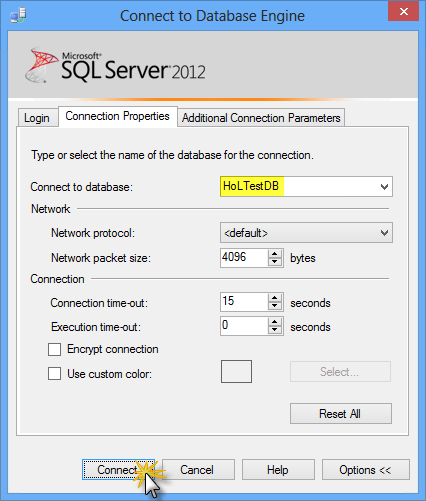 Connect to Database Engine
Microsoft
SQL Server 2012
Login Connection Properties Additional Connection Parameters
Type or select the name of the database for the connection.
Connect to database: HoLTestDB
Network
Network protocol: <default>
Network packet size: 4096 bytes
Connection
Connection time-out: 15 seconds
Execution time-out: 0 seconds
Encrypt connection
Use custom color: Select...
Reset All
Connect Cancel Help Options <<